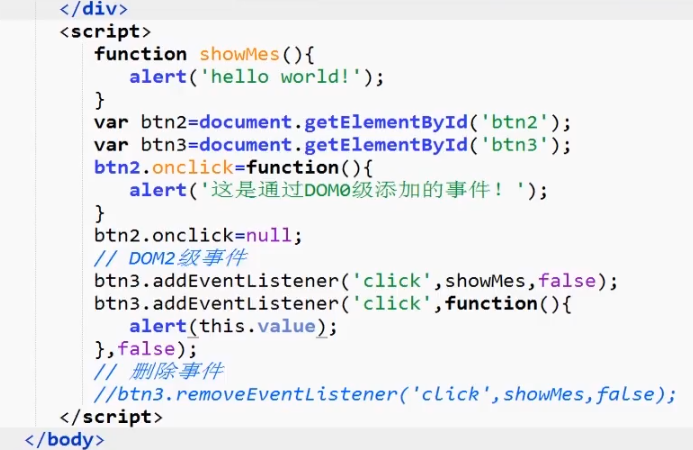 </div>
<script>
function showMes(){
alert('hello world!');
}
var btn2=document.getElementById('btn2');
var btn3=document.getElementById('btn3');
btn2.onclick=function(){
alert('这是通过DOM0级添加的事件！');
}
btn2.onclick=null;
// DOM2级事件
btn3.addEventListener('click',showMes,false);
btn3.addEventListener('click',function(){
alert(this.value);
},false);
// 删除事件
//btn3.removeEventListener('click',showMes,false);
</script>
</body>